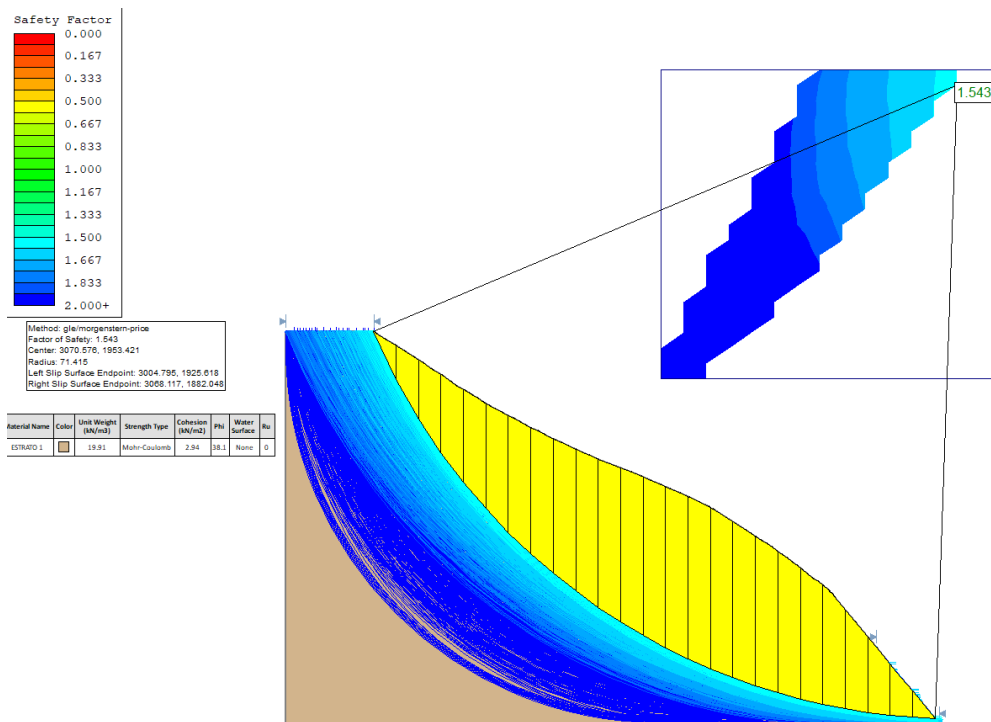 Safety Factor
0.000
0.167
0.333
0.500
0.667
0.833
1.000
1.167
1.333
1.500
1.667
1.833
2.000+
1.543
Method: gle/morgenstern-price
Factor of Safety: 1.543
Center: 3070.576, 1953.421
Radius: 71.415
Left Slip Surface Endpoint: 3004.795, 1925.618
Right Slip Surface Endpoint: 3068.117, 1882.048
Material Name Color Unit Weight (kN/m3) Strength Type Cohesion (kN/m2) Phi Water Surface Ru
ESTRATO 1 19.91 Mohr-Coulomb 2.94 38.1 None 0